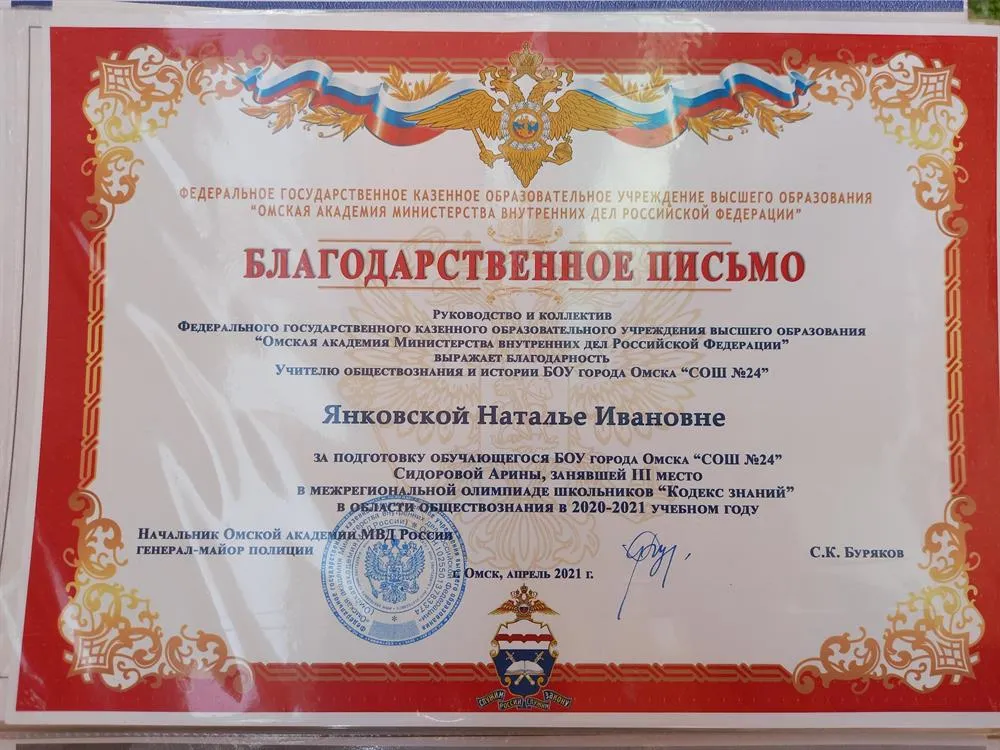 ФЕДЕРАЛЬНОЕ ГОСУДАРСТВЕННОЕ КАЗЕННОЕ ОБРАЗОВАТЕЛЬНОЕ УЧРЕЖДЕНИЕ ВЫСШЕГО ОБРАЗОВАНИЯ
"ОМСКАЯ АКАДЕМИЯ МИНИСТЕРСТВА ВНУТРЕННИХ ДЕЛ РОССИЙСКОЙ ФЕДЕРАЦИИ"
БЛАГОДАРСТВЕННОЕ ПИСЬМО
Руководство и коллектив
Федерального государственного казенного образовательного учреждения высшего образования
"Омская академия Министерства внутренних дел Российской Федерации"
выражает благодарность
Учителю обществознания и истории БОУ города Омска "СОШ №24"
Янковской Наталье Ивановне
за подготовку обучающегося БОУ города Омска "СОШ №24"
Сидоровой Арины, занявшей III место
в межрегиональной олимпиаде школьников "Кодекс знаний"
в области обществознания в 2020-2021 учебном году
Начальник Омской академии МВД России
генерал-майор полиции
С.К. Буряков
г. Омск, апрель 2021 г.
СЛУЖИМ РОССИИ СЛУЖИМ ЗАКОНУ